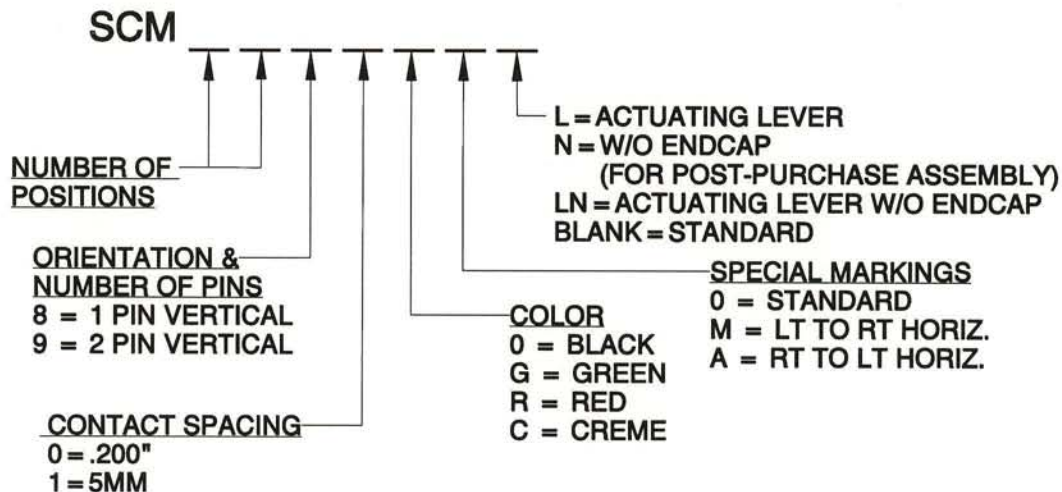 SCM
L = ACTUATING LEVER
N = W/O ENDCAP
(FOR POST-PURCHASE ASSEMBLY)
LN = ACTUATING LEVER W/O ENDCAP
BLANK = STANDARD
NUMBER OF
POSITIONS
ORIENTATION &
NUMBER OF PINS
8 = 1 PIN VERTICAL
9 = 2 PIN VERTICAL
SPECIAL MARKINGS
0 = STANDARD
M = LT TO RT HORIZ.
A = RT TO LT HORIZ.
COLOR
0 = BLACK
G = GREEN
R = RED
C = CREME
CONTACT SPACING
0 = .200"
1 = 5MM